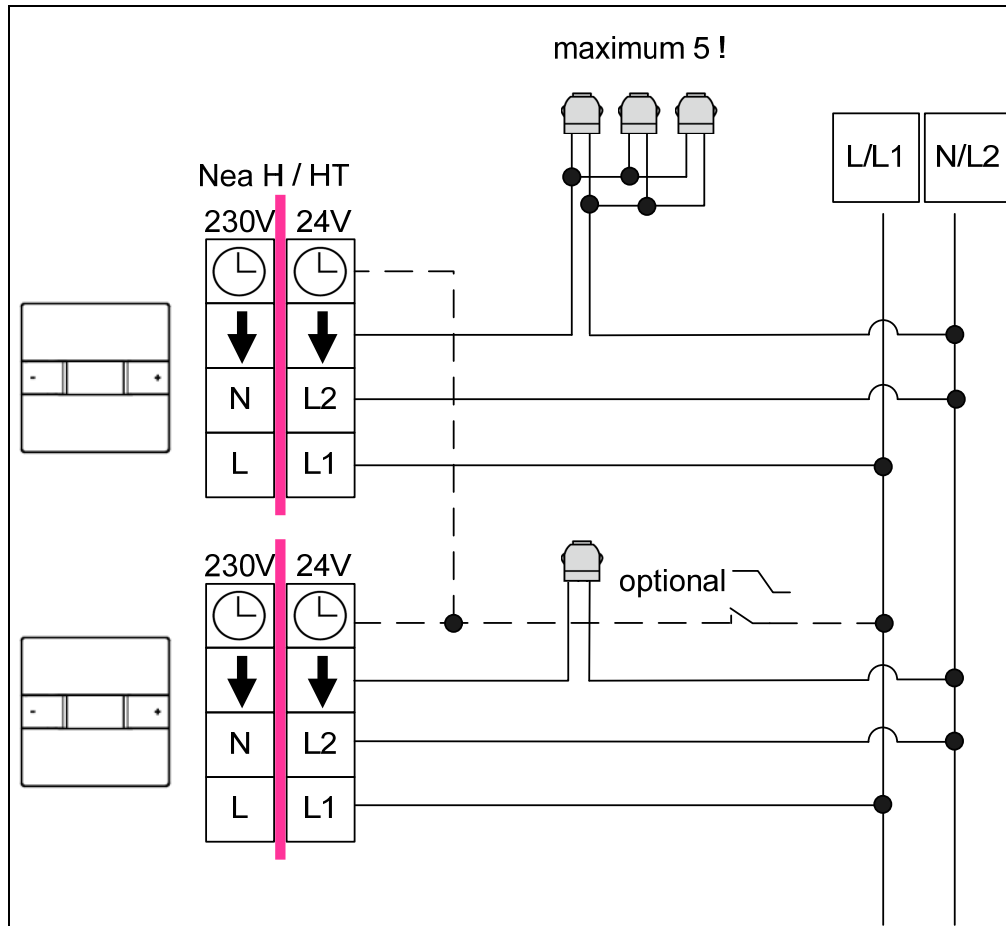 maximum 5 !
L/L1 N/L2
Nea H / HT
230V 24V
N L2
- +
L L1
230V 24V
optional
- +
N L2
L L1